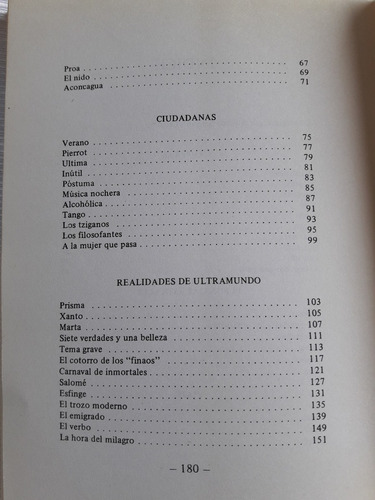 Proa . . . . . . . . . . . . . . . . . . . . . . . . . . . . 67
El nido . . . . . . . . . . . . . . . . . . . . . . . . . . . 69
Aconcagua . . . . . . . . . . . . . . . . . . . . . . . . . 71
CIUDADANAS
Verano . . . . . . . . . . . . . . . . . . . . . . . . . . . 75
Pierrot . . . . . . . . . . . . . . . . . . . . . . . . . . . 77
Ultima . . . . . . . . . . . . . . . . . . . . . . . . . . . 79
Inútil . . . . . . . . . . . . . . . . . . . . . . . . . . . . 81
Póstuma . . . . . . . . . . . . . . . . . . . . . . . . . . 83
Música nochera . . . . . . . . . . . . . . . . . . . . . . 85
Alcohólica . . . . . . . . . . . . . . . . . . . . . . . . . 87
Tango . . . . . . . . . . . . . . . . . . . . . . . . . . . . 91
Los tziganos . . . . . . . . . . . . . . . . . . . . . . . . 93
Los filosofantes . . . . . . . . . . . . . . . . . . . . . . 95
A la mujer que pasa . . . . . . . . . . . . . . . . . . . 99
REALIDADES DE ULTRAMUNDO
Prisma . . . . . . . . . . . . . . . . . . . . . . . . . . . 103
Xanto . . . . . . . . . . . . . . . . . . . . . . . . . . . 105
Marta . . . . . . . . . . . . . . . . . . . . . . . . . . . 107
Siete verdades y una belleza . . . . . . . . . . . . . . 111
Tema grave . . . . . . . . . . . . . . . . . . . . . . . . 113
El cotorro de los "finaos" . . . . . . . . . . . . . . . . 117
Carnaval de inmortales . . . . . . . . . . . . . . . . . 121
Salomé . . . . . . . . . . . . . . . . . . . . . . . . . . 127
Esfinge . . . . . . . . . . . . . . . . . . . . . . . . . . 131
El trozo moderno . . . . . . . . . . . . . . . . . . . . 135
El emigrado . . . . . . . . . . . . . . . . . . . . . . . 139
El verbo . . . . . . . . . . . . . . . . . . . . . . . . . 149
La hora del milagro . . . . . . . . . . . . . . . . . . . 151
– 180 –